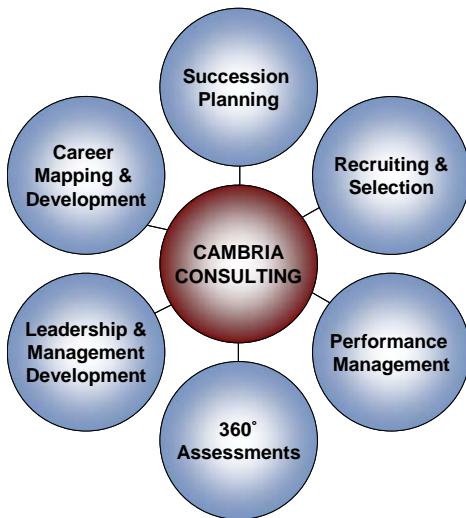 Succession
Planning
Career
Mapping &
Development
Recruiting &
Selection
CAMBRIA
CONSULTING
Leadership &
Management
Development
Performance
Management
360°
Assessments